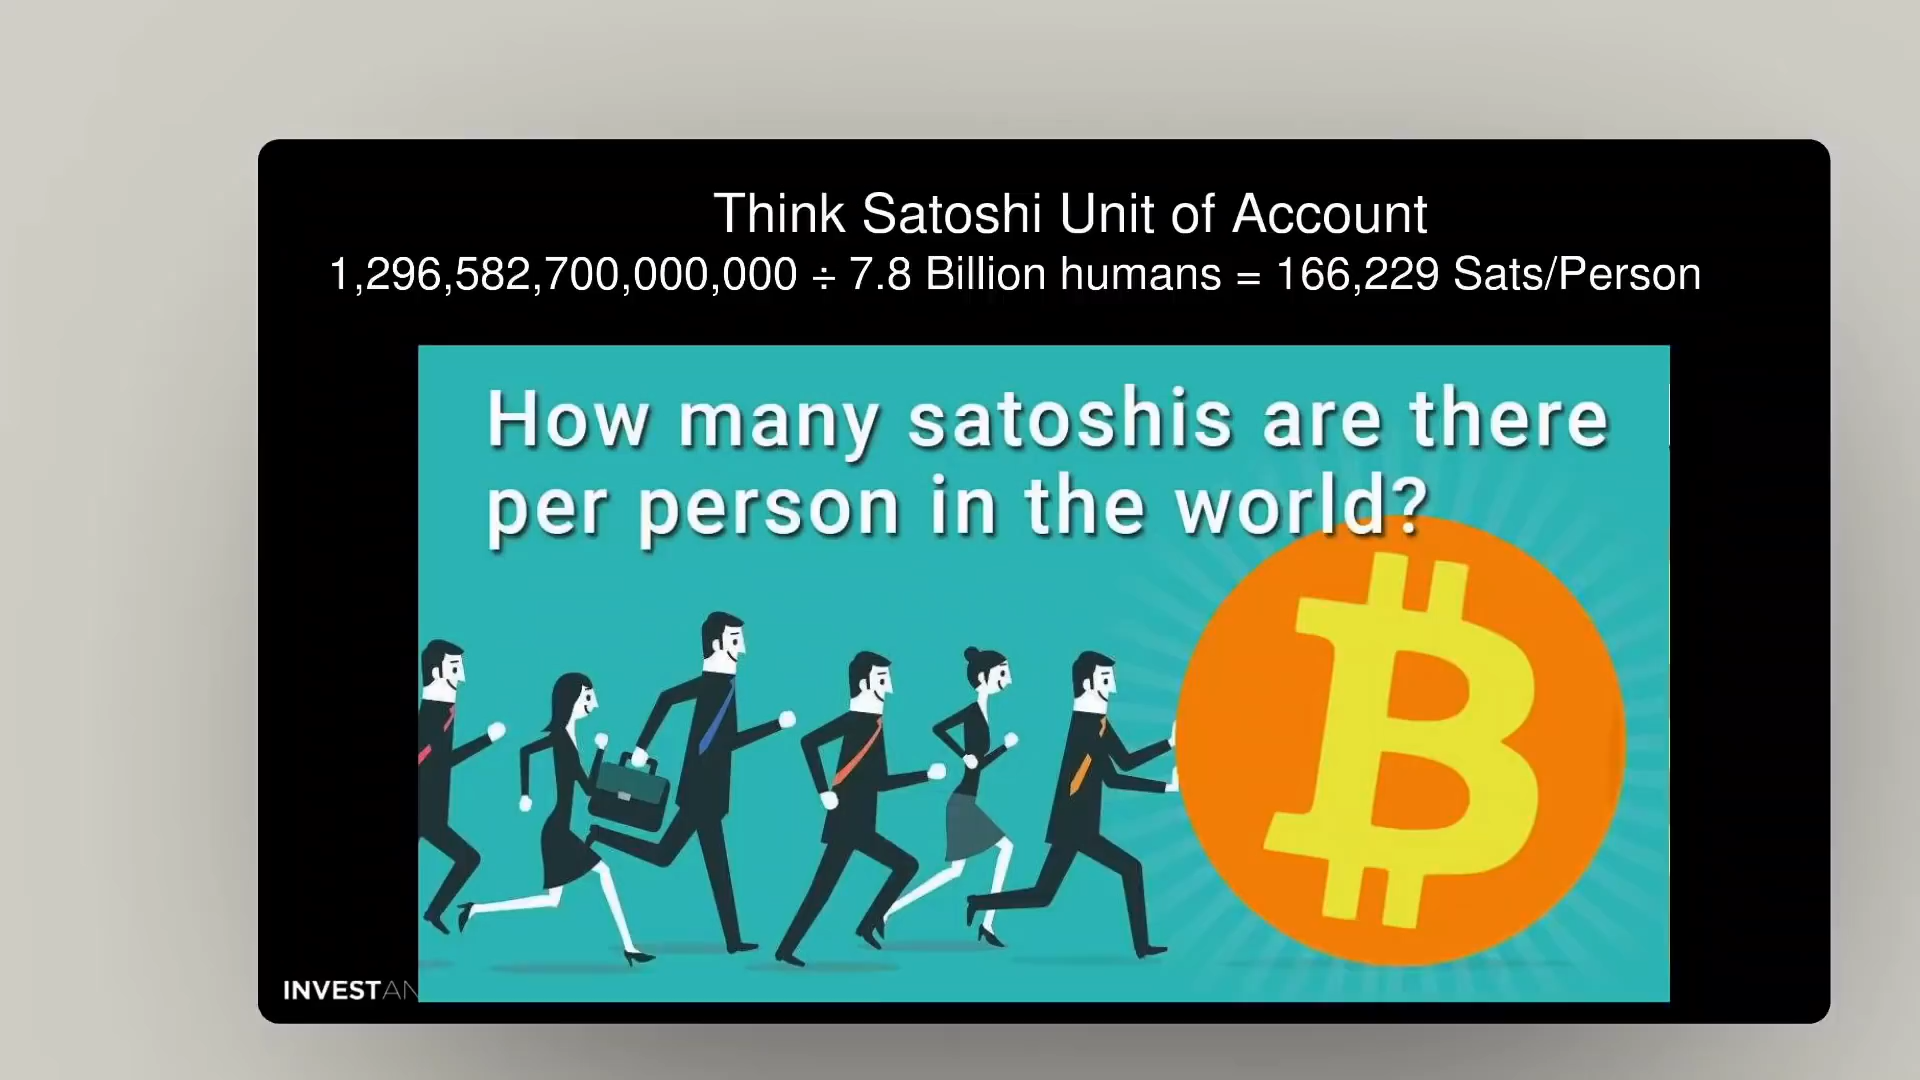 Think Satoshi Unit of Account
1,296,582,700,000,000 ÷ 7.8 Billion humans = 166,229 Sats/Person
How many satoshis are there
per person in the world?
INVESTAN